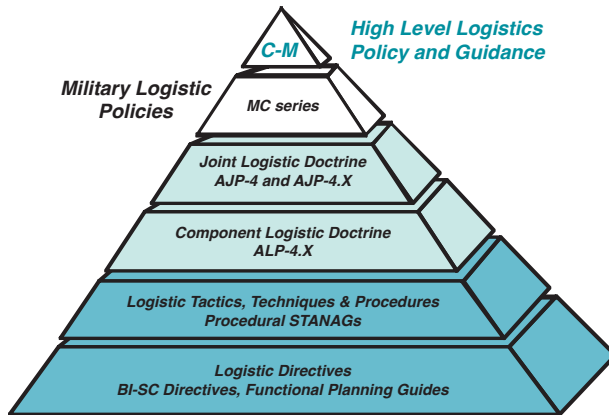 C-M
High Level Logistics
Policy and Guidance
Military Logistic
Policies
MC series
Joint Logistic Doctrine
AJP-4 and AJP-4.X
Component Logistic Doctrine
ALP-4.X
Logistic Tactics, Techniques & Procedures
Procedural STANAGs
Logistic Directives
BI-SC Directives, Functional Planning Guides